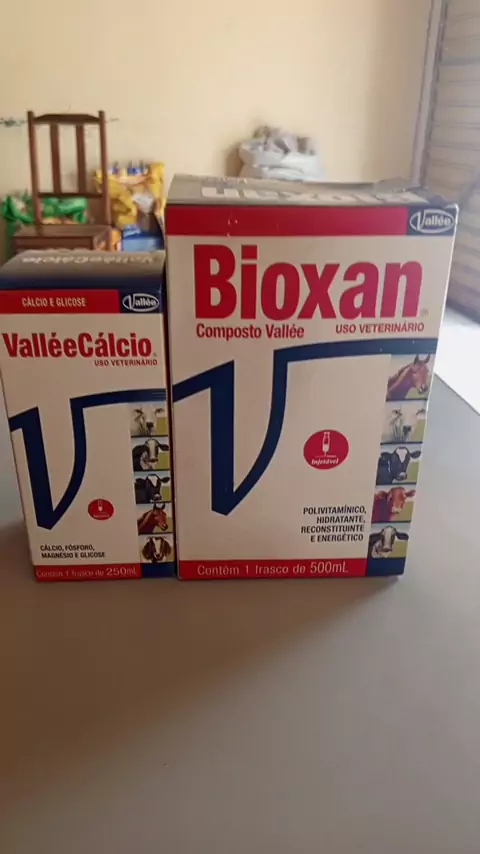 ValléeCálcio
CÁLCIO E GLICOSE
Vallée
ValléeCálcio
USO VETERINÁRIO
CÁLCIO, FÓSFORO,
MAGNÉSIO E GLICOSE
Contém 1 frasco de 250mL
Vallée
Bioxan
Composto Vallée
USO VETERINÁRIO
Injetável
POLIVITAMÍNICO,
HIDRATANTE,
RECONSTITUINTE
E ENERGÉTICO
Contém 1 frasco de 500mL